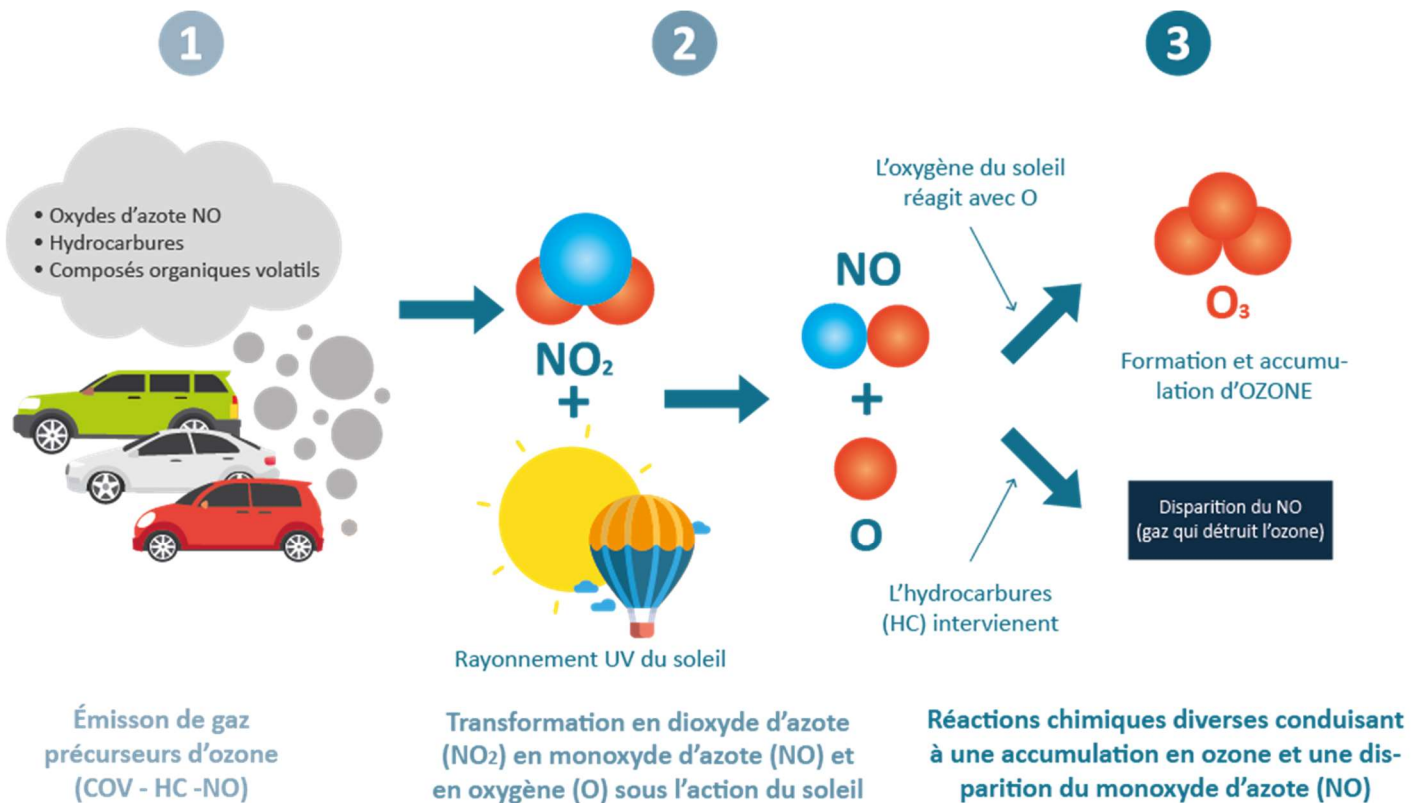 1
2
3
• Oxydes d'azote NO
• Hydrocarbures
• Composés organiques volatils
NO₂
+
Rayonnement UV du soleil
NO
+
O
L'oxygène du soleil
réagit avec O
L'hydrocarbures
(HC) intervienent
O₃
Formation et accumu-
lation d'OZONE
Disparition du NO
(gaz qui détruit l'ozone)
Émisson de gaz
précurseurs d'ozone
(COV - HC -NO)
Transformation en dioxyde d'azote
(NO₂) en monoxyde d'azote (NO) et
en oxygène (O) sous l'action du soleil
Réactions chimiques diverses conduisant
à une accumulation en ozone et une dis-
parition du monoxyde d'azote (NO)